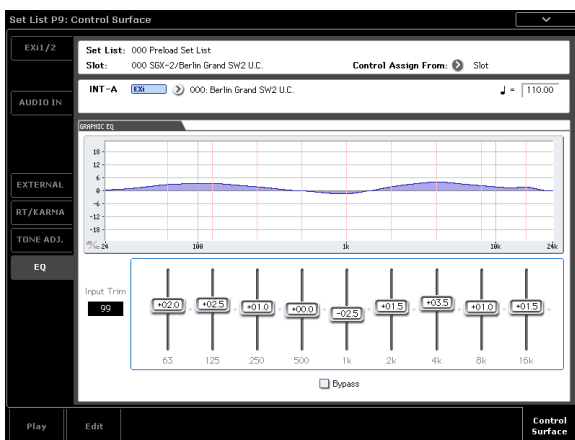 Set List P9: Control Surface
EXi1/2
Set List: 000 Preload Set List
Slot: 000 SGX-2/Berlin Grand SW2 U.C. Control Assign From: Slot
INT-A EXi 000: Berlin Grand SW2 U.C. ♩ = 110.00
AUDIO IN
GRAPHIC EQ
18
12
6
0
-6
-12
-18
dB/Hz 24 100 1k 10k 24k
EXTERNAL
RT/KARMA
TONE ADJ.
EQ
Input Trim
99
+02.0 +02.5 +01.0 +00.0 -02.5 +01.5 +03.5 +01.0 +01.5
63 125 250 500 1k 2k 4k 8k 16k
Bypass
Play Edit Control Surface